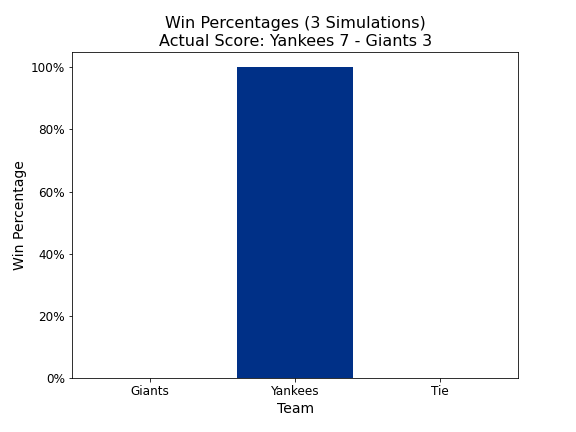 Win Percentages (3 Simulations)
Actual Score: Yankees 7 - Giants 3
Win Percentage
100%
80%
60%
40%
20%
0%
Giants
Yankees
Tie
Team